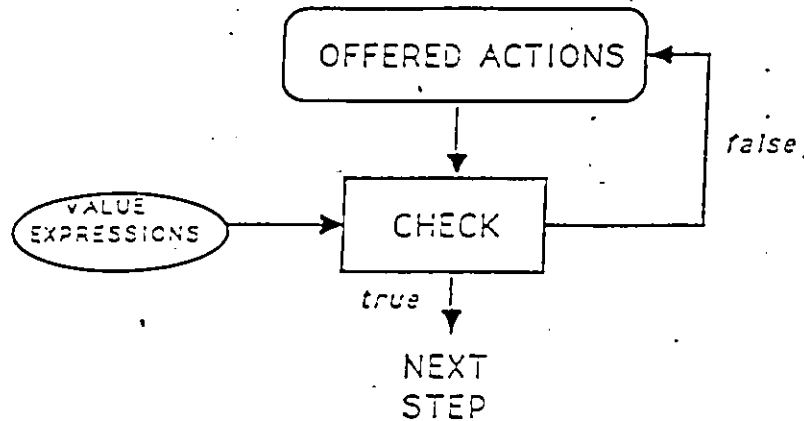 OFFERED ACTIONS
false
VALUE
EXPRESSIONS
CHECK
true
NEXT
STEP